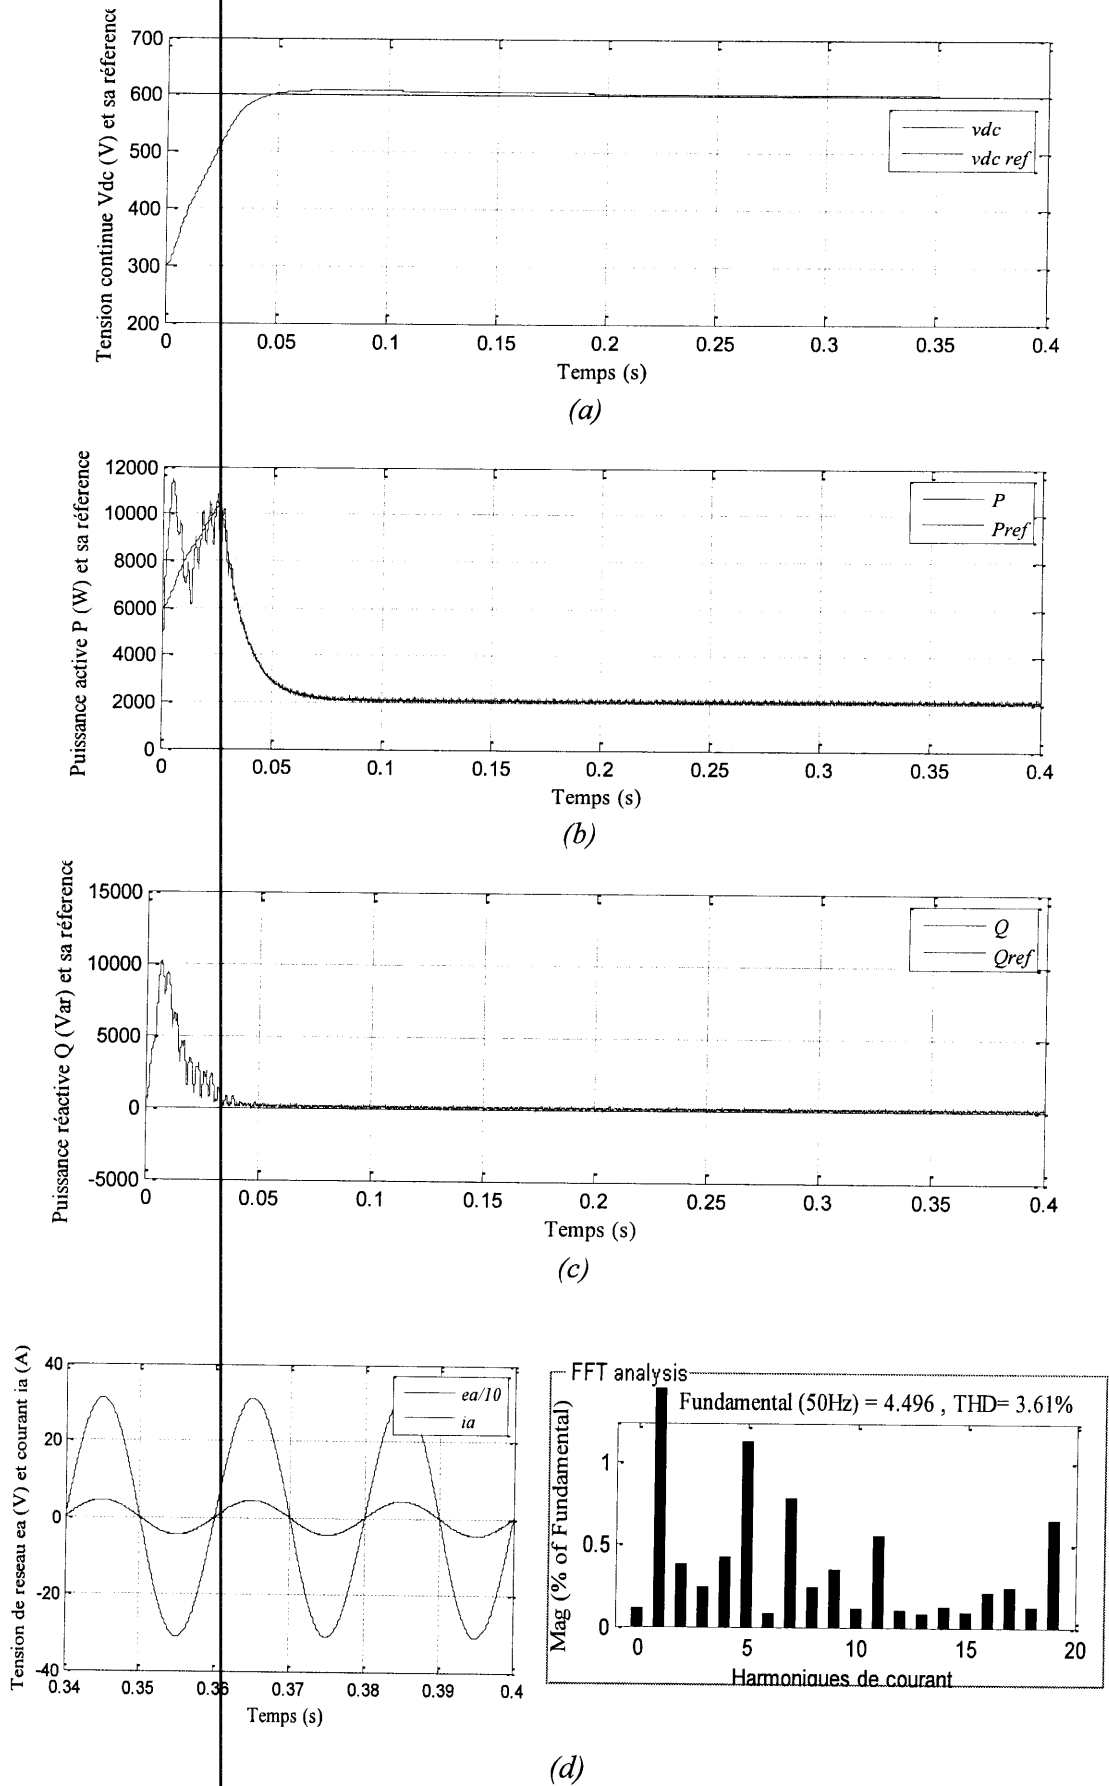 Tension continue Vdc (V) et sa réference
700
600
500
400
300
200
vdc
vdc ref
0 0.05 0.1 0.15 0.2 0.25 0.3 0.35 0.4
Temps (s)
(a)
Puissance active P (W) et sa réference
12000
10000
8000
6000
4000
2000
0
P
Pref
0 0.05 0.1 0.15 0.2 0.25 0.3 0.35 0.4
Temps (s)
(b)
Puissance réactive Q (Var) et sa réference
15000
10000
5000
0
-5000
Q
Qref
0 0.05 0.1 0.15 0.2 0.25 0.3 0.35 0.4
Temps (s)
(c)
Tension de reseau ea (V) et courant ia (A)
40
20
0
-20
-40
ea/10
ia
0.34 0.35 0.36 0.37 0.38 0.39 0.4
Temps (s)
FFT analysis
Fundamental (50Hz) = 4.496 , THD= 3.61%
Mag (% of Fundamental)
1
0.5
0
0 5 10 15 20
Harmoniques de courant
(d)